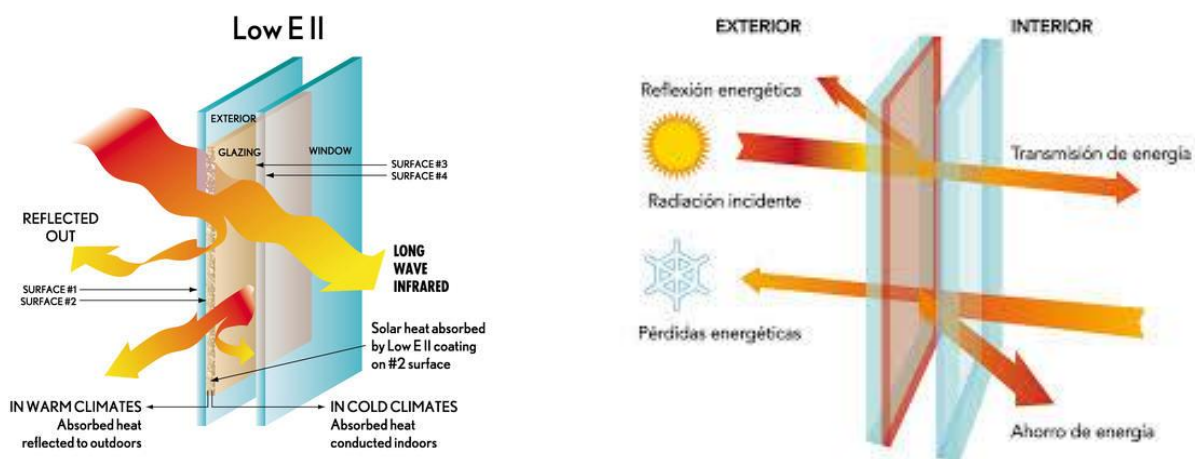 Low E II
EXTERIOR
GLAZING
WINDOW
SURFACE #3
SURFACE #4
REFLECTED
OUT
LONG
WAVE
INFRARED
SURFACE #1
SURFACE #2
Solar heat absorbed
by Low E II coating
on #2 surface
IN WARM CLIMATES
Absorbed heat
reflected to outdoors
IN COLD CLIMATES
Absorbed heat
conducted indoors
EXTERIOR
INTERIOR
Reflexión energética
Transmisión de energía
Radiación incidente
Pérdidas energéticas
Ahorro de energía